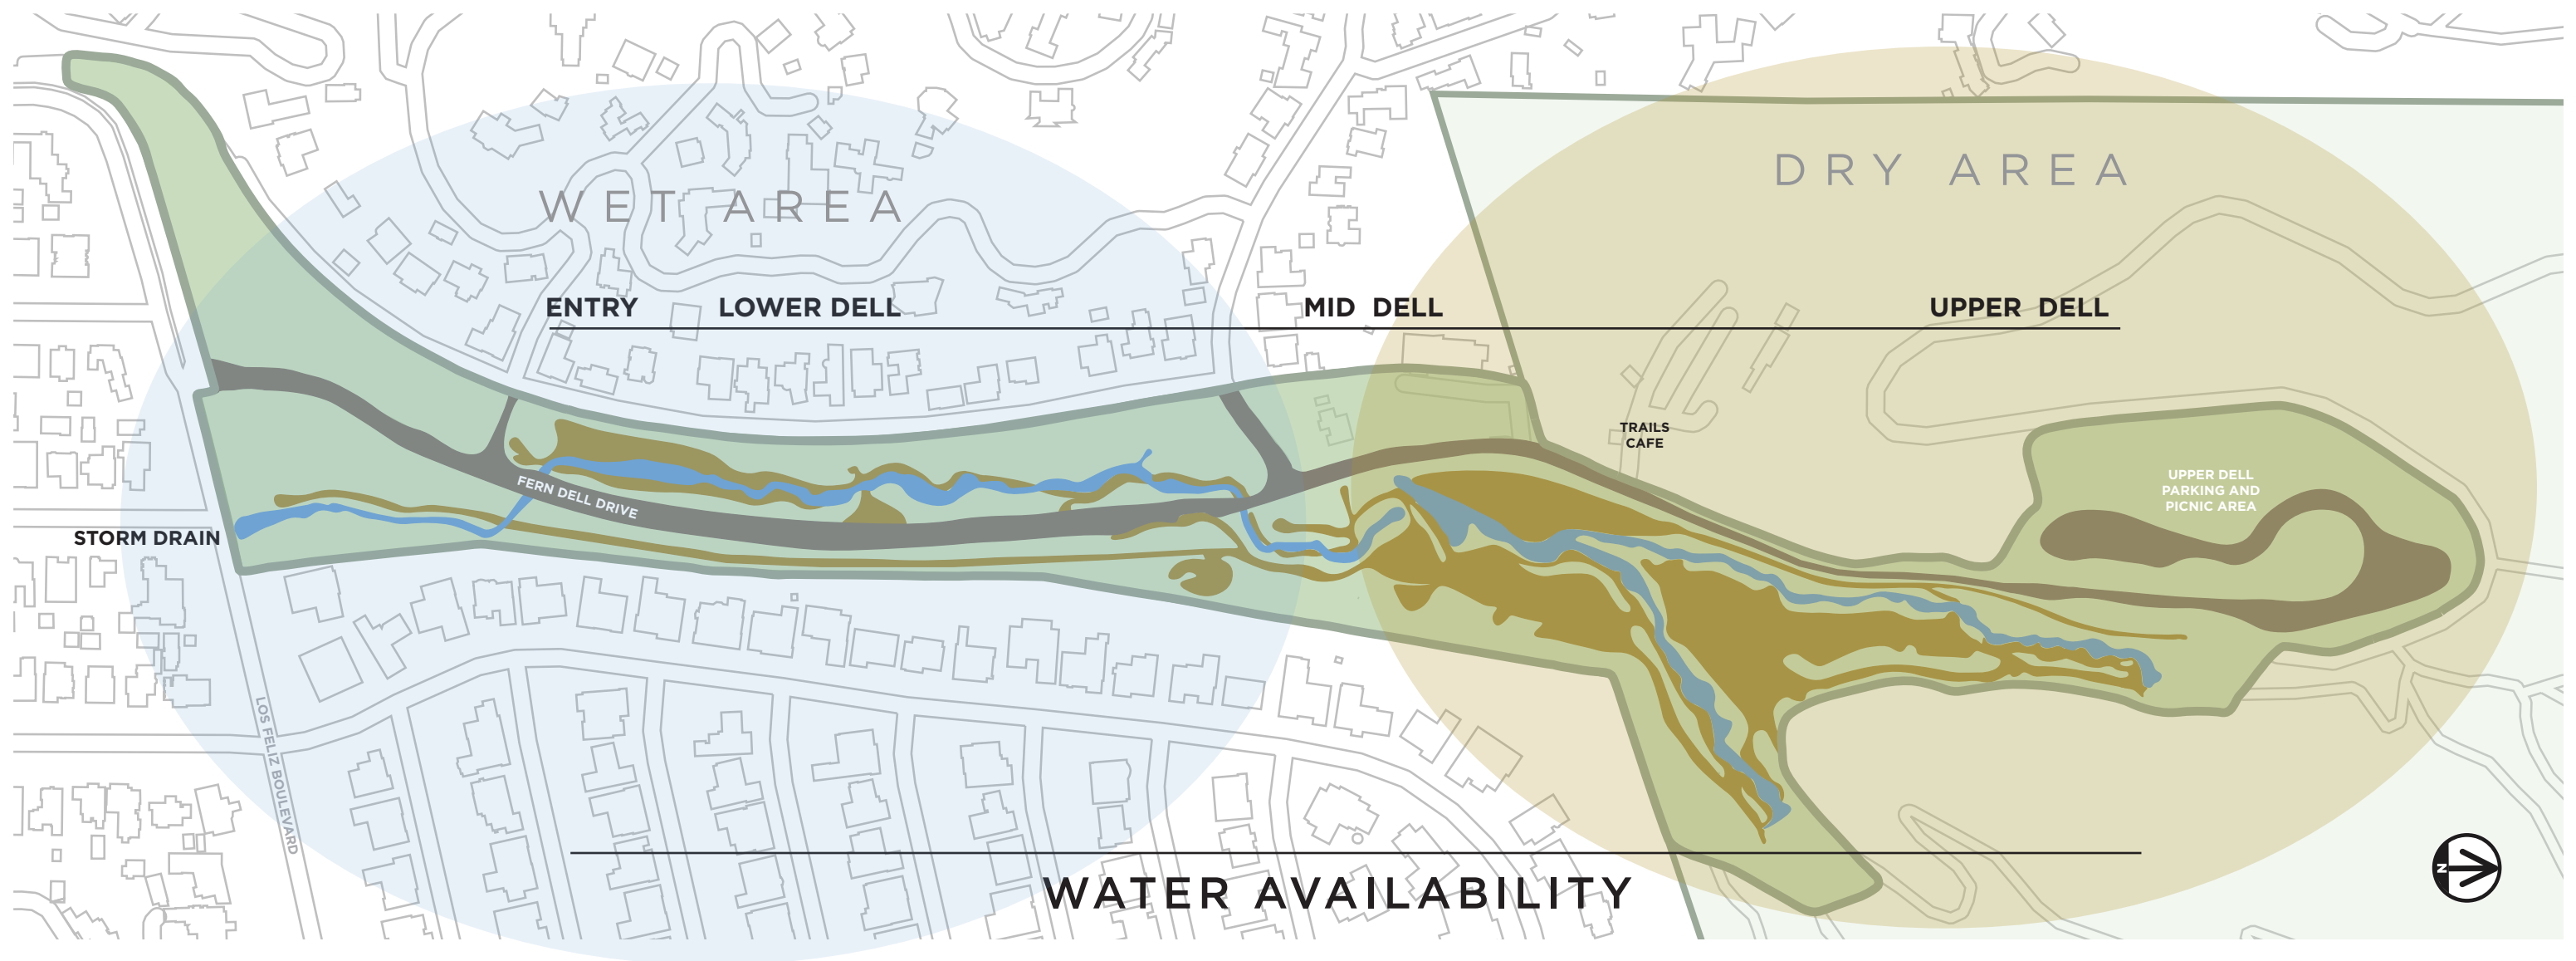 WET AREA
DRY AREA
ENTRY
LOWER DELL
MID DELL
UPPER DELL
TRAILS
CAFE
UPPER DELL
PARKING AND
PICNIC AREA
FERN DELL DRIVE
STORM DRAIN
LOS FELIZ BOULEVARD
WATER AVAILABILITY
N